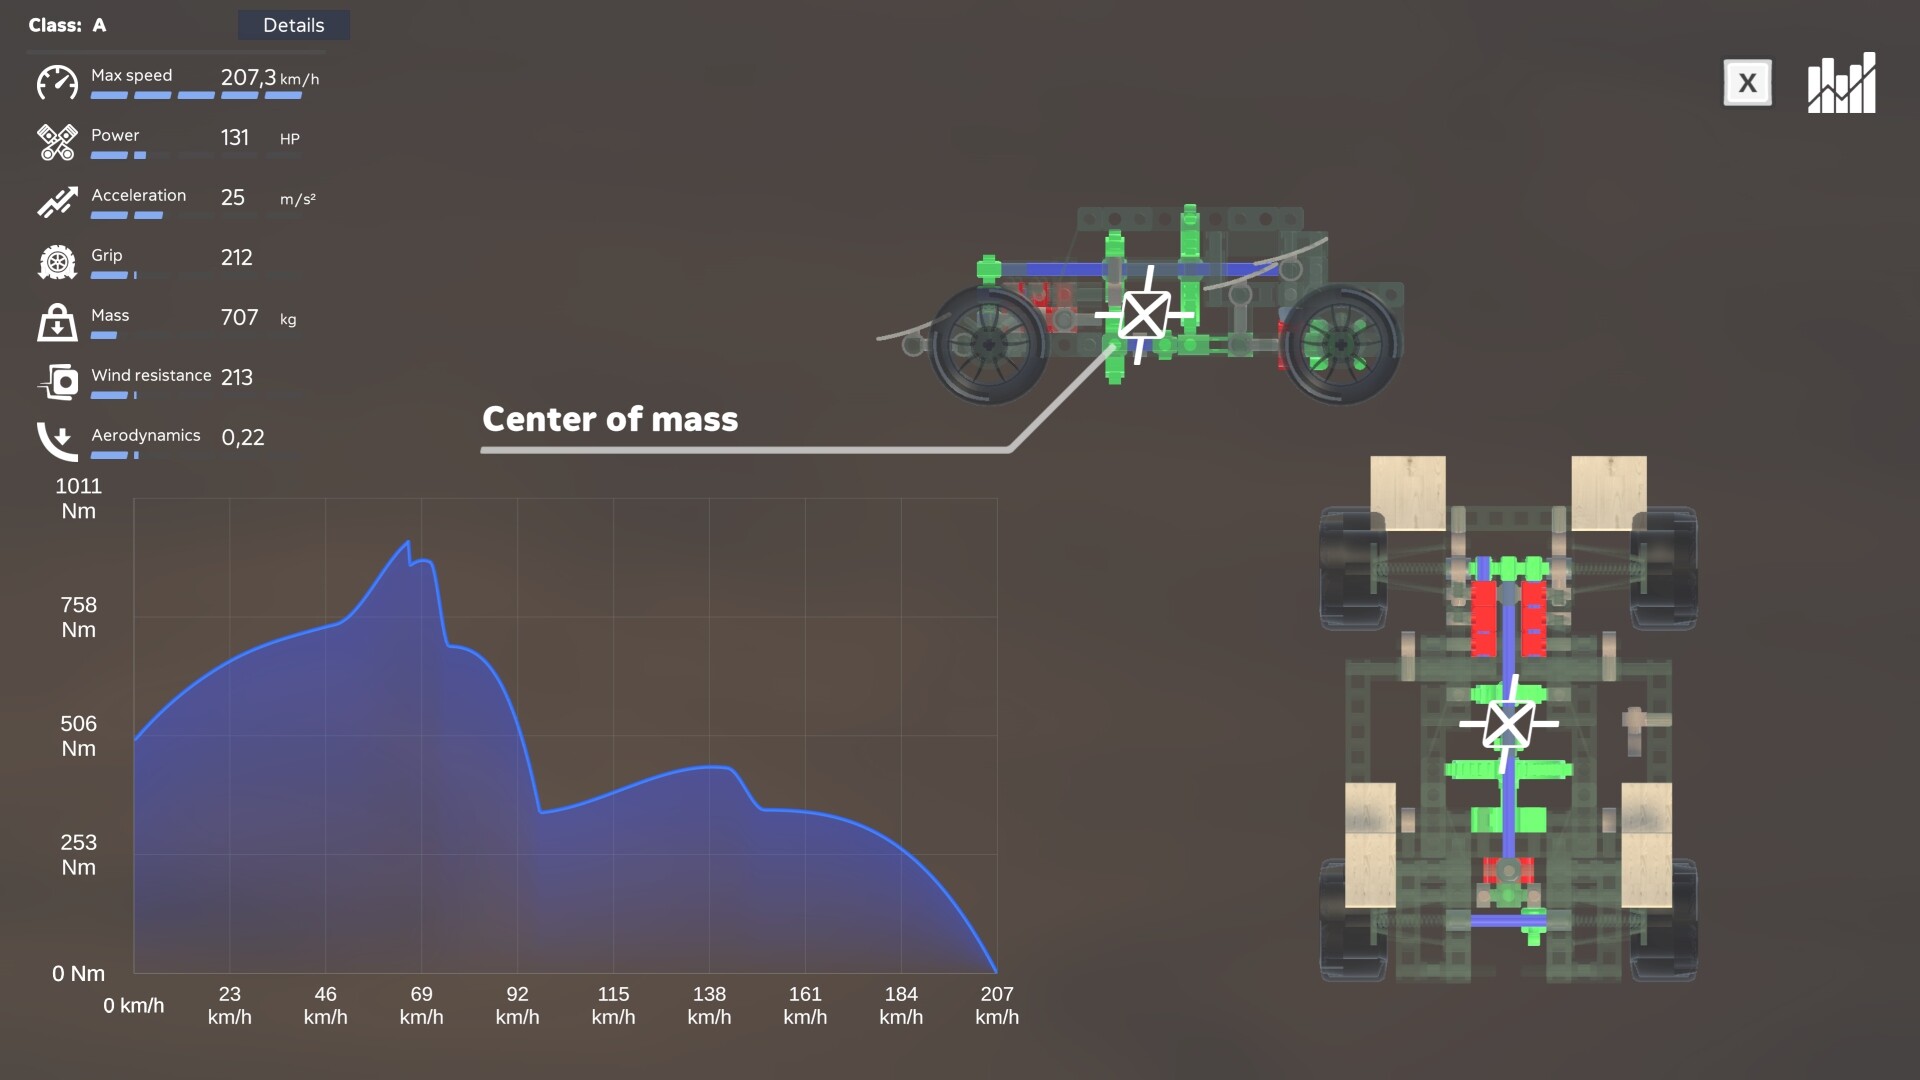 Class: A
Details
Max speed 207,3 km/h
Power 131 HP
Acceleration 25 m/s²
Grip 212
Mass 707 kg
Wind resistance 213
Aerodynamics 0,22
X
Center of mass
1011
Nm
758
Nm
506
Nm
253
Nm
0 Nm
0 km/h
23
km/h
46
km/h
69
km/h
92
km/h
115
km/h
138
km/h
161
km/h
184
km/h
207
km/h